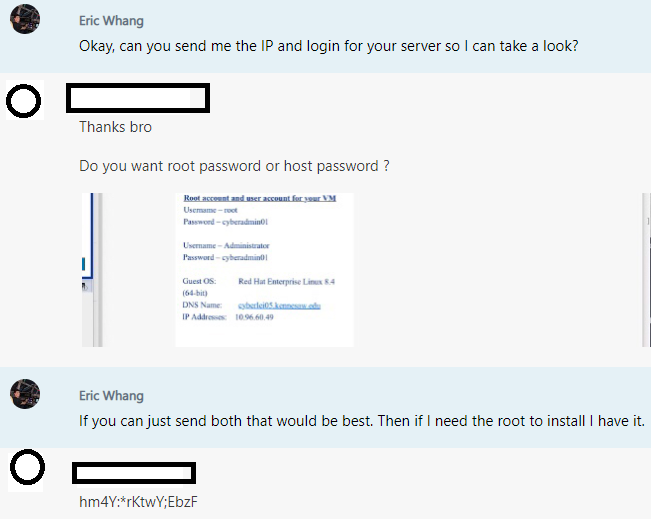 Eric Whang
Okay, can you send me the IP and login for your server so I can take a look?
Thanks bro
Do you want root password or host password ?
Root account and user account for your VM
Username – root
Password – cyberadmin01
Username – Administrator
Password – cyberadmin01
Guest OS: Red Hat Enterprise Linux 8.4
(64-bit)
DNS Name:
IP Addresses: 10.96.60.49
Eric Whang
If you can just send both that would be best. Then if I need the root to install I have it.
hm4Y:*rKtwY;EbzF